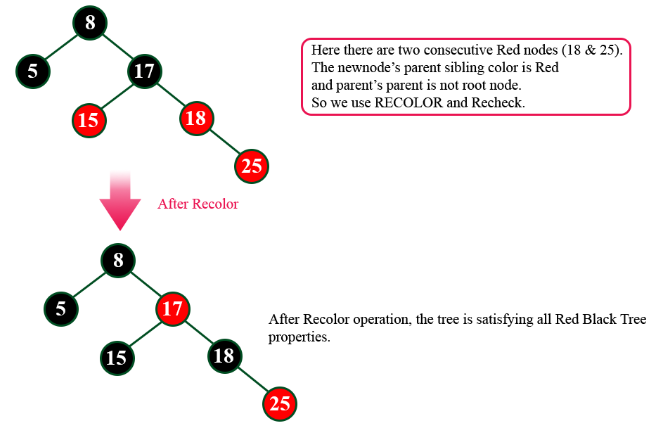 8
5
17
15
18
25
Here there are two consecutive Red nodes (18 & 25).
The newnode's parent sibling color is Red
and parent's parent is not root node.
So we use RECOLOR and Recheck.
After Recolor
8
5
17
15
18
25
After Recolor operation, the tree is satisfying all Red Black Tree
properties.